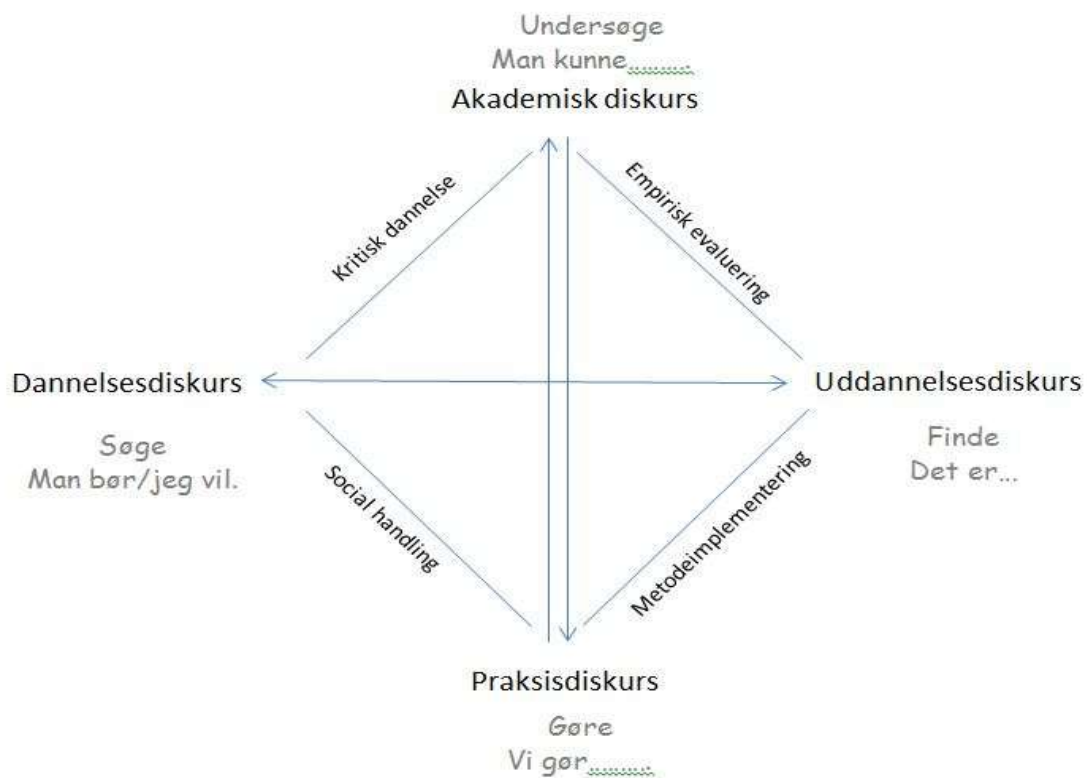 Undersøge
Man kunne.........
Akademisk diskurs
Kritisk dannelse
Empirisk evaluering
Dannelsesdiskurs
Uddannelsesdiskurs
Søge
Man bør/jeg vil.
Finde
Det er...
Social handling
Metodeimplementering
Praksisdiskurs
Gøre
Vi gør.........